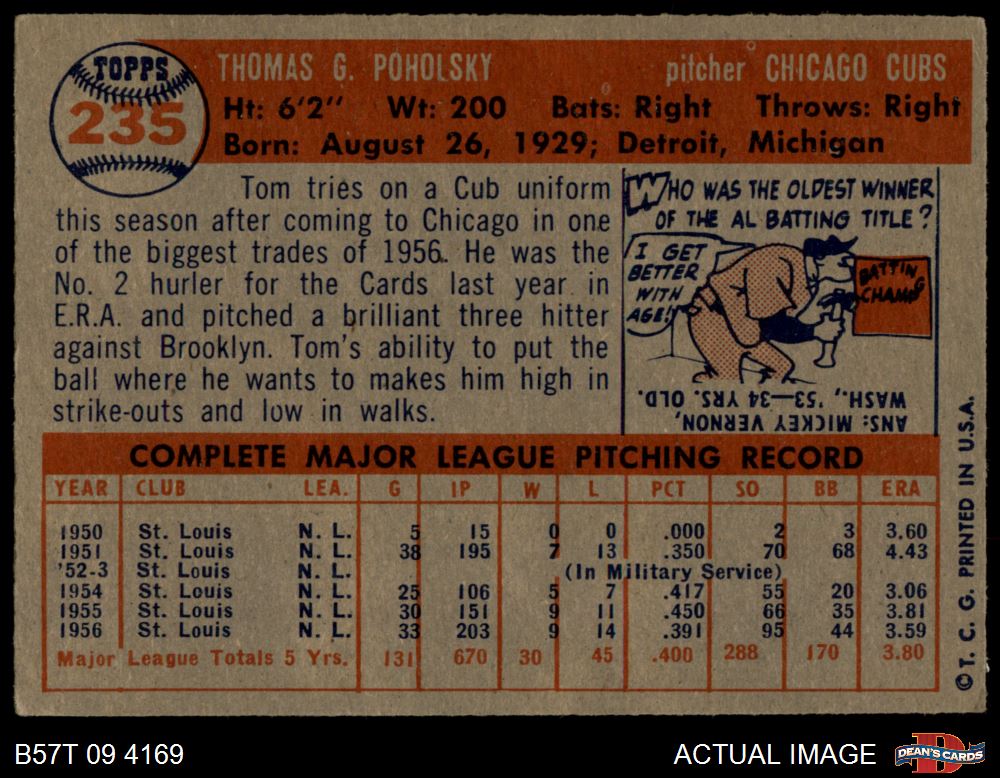 TOPPS
235
THOMAS G. POHOLSKY pitcher CHICAGO CUBS
Ht: 6'2" Wt: 200 Bats: Right Throws: Right
Born: August 26, 1929; Detroit, Michigan
Tom tries on a Cub uniform
this season after coming to Chicago in one
of the biggest trades of 1956. He was the
No. 2 hurler for the Cards last year in
E.R.A. and pitched a brilliant three hitter
against Brooklyn. Tom's ability to put the
ball where he wants to makes him high in
strike-outs and low in walks.
WHO WAS THE OLDEST WINNER
OF THE AL BATTING TITLE?
I GET
BETTER
WITH
AGE!
BATTING
CHAMP
ANS: MICKEY VERNON,
WASH., '53—34 YRS. OLD.
COMPLETE MAJOR LEAGUE PITCHING RECORD
YEAR CLUB LEA. G IP W L PCT SO BB ERA
1950 St. Louis N. L. 5 15 0 0 .000 2 3 3.60
1951 St. Louis N. L. 38 195 7 13 .350 70 68 4.43
'52-3 St. Louis N. L. (In Military Service)
1954 St. Louis N. L. 25 106 5 7 .417 55 20 3.06
1955 St. Louis N. L. 30 151 9 11 .450 66 35 3.81
1956 St. Louis N. L. 33 203 9 14 .391 95 44 3.59
Major League Totals 5 Yrs. 131 670 30 45 .400 288 170 3.80
©T. C. G. PRINTED IN U.S.A.
B57T 09 4169
ACTUAL IMAGE
D
DEAN'S CARDS